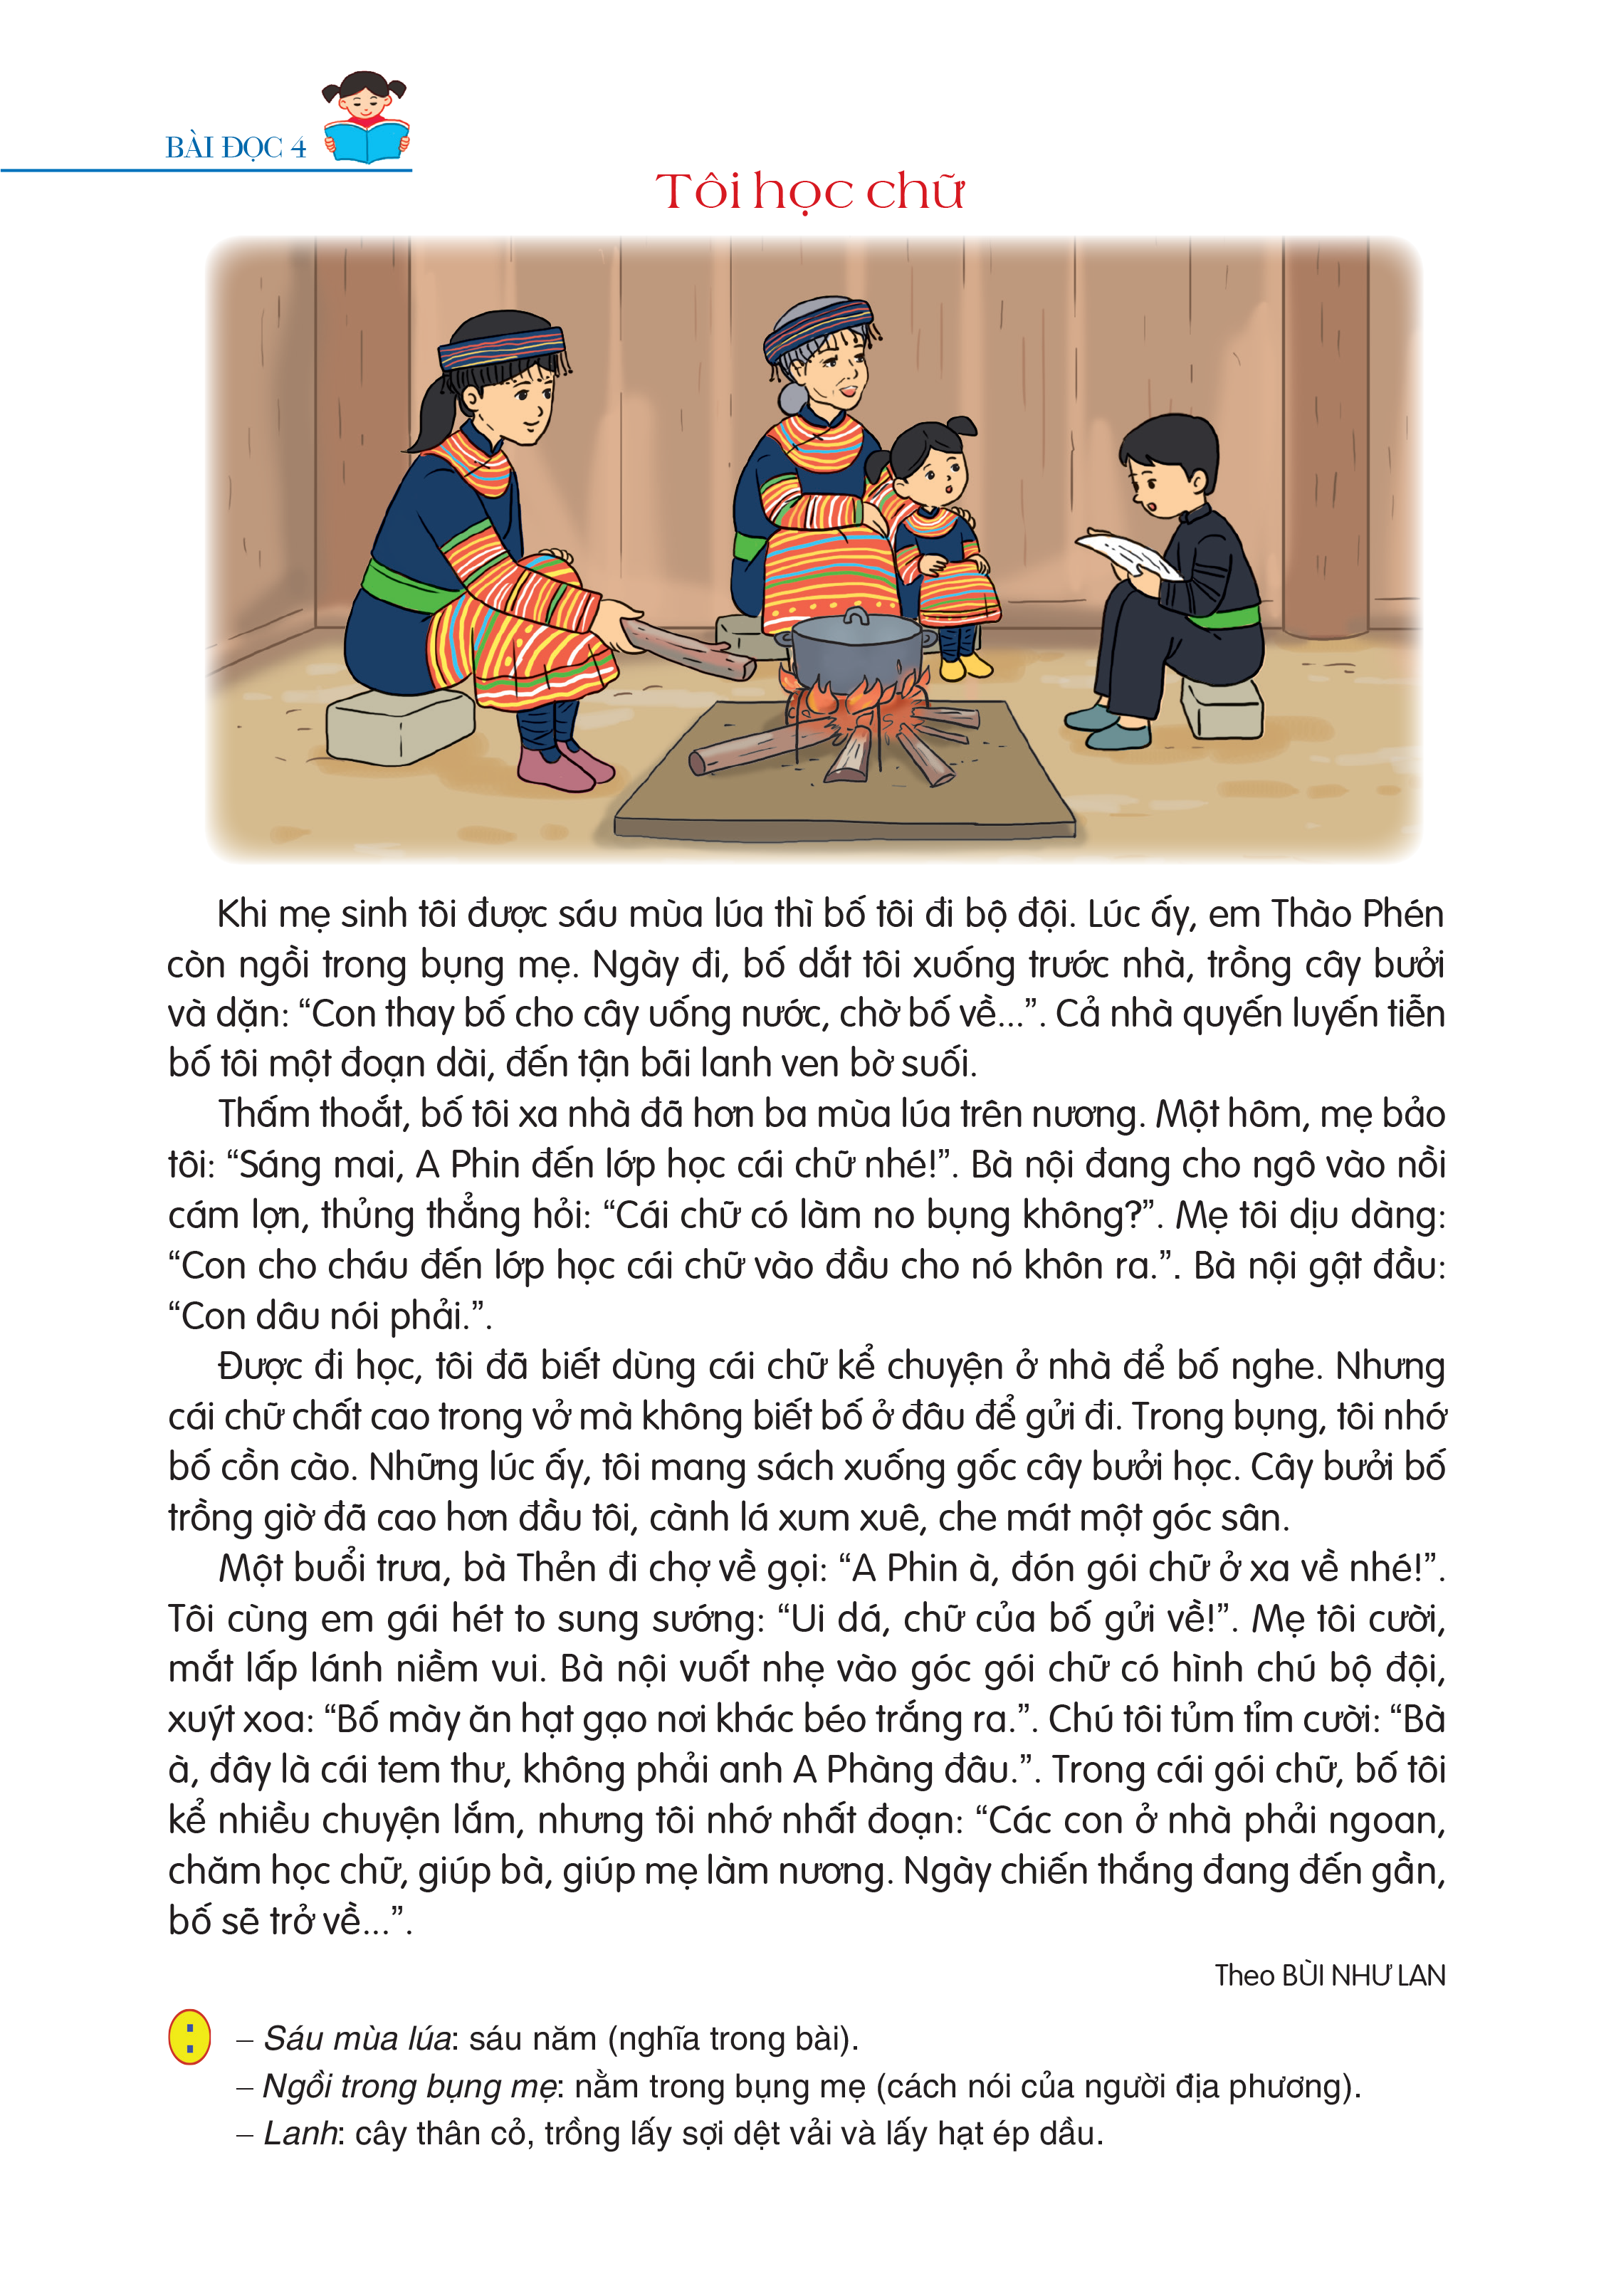 BÀI ĐỌC 4
Tôi học chữ
Khi mẹ sinh tôi được sáu mùa lúa thì bố tôi đi bộ đội. Lúc ấy, em Thào Phén
còn ngồi trong bụng mẹ. Ngày đi, bố dắt tôi xuống trước nhà, trồng cây bưởi
và dặn: “Con thay bố cho cây uống nước, chờ bố về...”. Cả nhà quyến luyến tiễn
bố tôi một đoạn dài, đến tận bãi lanh ven bờ suối.
Thấm thoắt, bố tôi xa nhà đã hơn ba mùa lúa trên nương. Một hôm, mẹ bảo
tôi: “Sáng mai, A Phin đến lớp học cái chữ nhé!”. Bà nội đang cho ngô vào nồi
cám lợn, thủng thẳng hỏi: “Cái chữ có làm no bụng không?”. Mẹ tôi dịu dàng:
“Con cho cháu đến lớp học cái chữ vào đầu cho nó khôn ra.”. Bà nội gật đầu:
“Con dâu nói phải.”.
Được đi học, tôi đã biết dùng cái chữ kể chuyện ở nhà để bố nghe. Nhưng
cái chữ chất cao trong vở mà không biết bố ở đâu để gửi đi. Trong bụng, tôi nhớ
bố cồn cào. Những lúc ấy, tôi mang sách xuống gốc cây bưởi học. Cây bưởi bố
trồng giờ đã cao hơn đầu tôi, cành lá xum xuê, che mát một góc sân.
Một buổi trưa, bà Thẻn đi chợ về gọi: “A Phin à, đón gói chữ ở xa về nhé!”.
Tôi cùng em gái hét to sung sướng: “Ui dá, chữ của bố gửi về!”. Mẹ tôi cười,
mắt lấp lánh niềm vui. Bà nội vuốt nhẹ vào góc gói chữ có hình chú bộ đội,
xuýt xoa: “Bố mày ăn hạt gạo nơi khác béo trắng ra.”. Chú tôi tủm tỉm cười: “Bà
à, đây là cái tem thư, không phải anh A Phàng đâu.”. Trong cái gói chữ, bố tôi
kể nhiều chuyện lắm, nhưng tôi nhớ nhất đoạn: “Các con ở nhà phải ngoan,
chăm học chữ, giúp bà, giúp mẹ làm nương. Ngày chiến thắng đang đến gần,
bố sẽ trở về...”.
Theo BÙI NHƯ LAN
– Sáu mùa lúa: sáu năm (nghĩa trong bài).
– Ngồi trong bụng mẹ: nằm trong bụng mẹ (cách nói của người địa phương).
– Lanh: cây thân cỏ, trồng lấy sợi dệt vải và lấy hạt ép dầu.